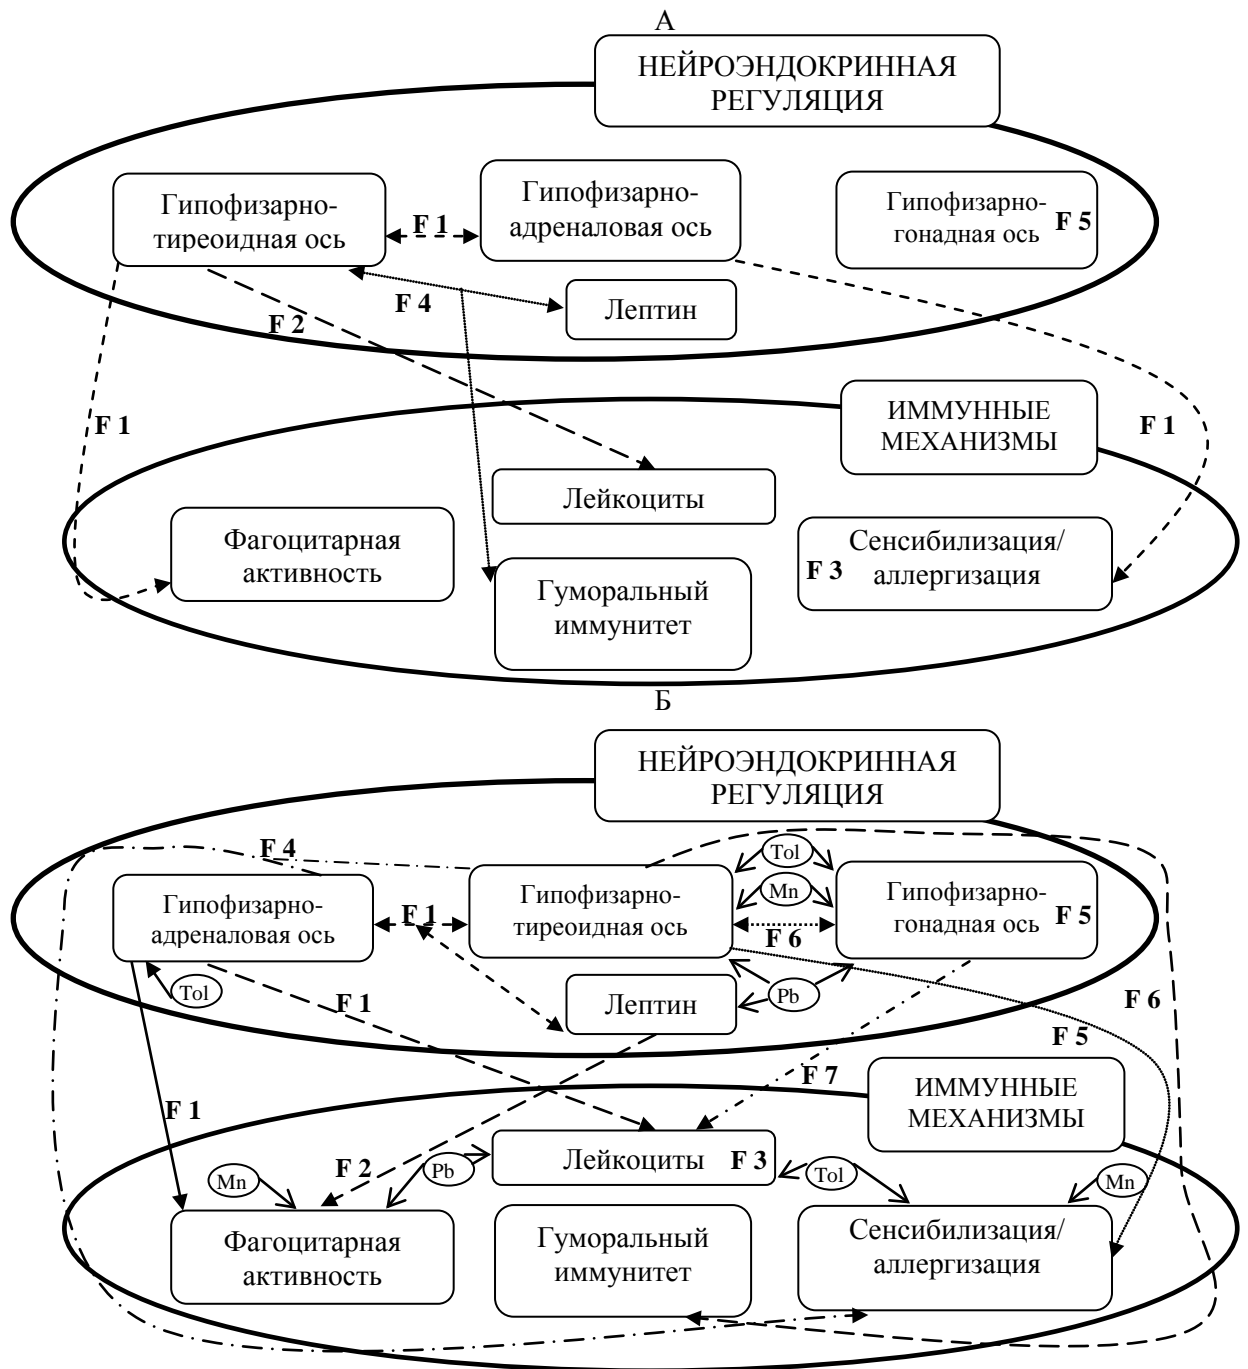 А
НЕЙРОЭНДОКРИННАЯ
РЕГУЛЯЦИЯ
Гипофизарно-
тиреоидная ось
F 1
Гипофизарно-
адреналовая ось
Гипофизарно-
гонадная ось
F 5
F 4
Лептин
F 2
F 1
ИММУННЫЕ
МЕХАНИЗМЫ
F 1
Лейкоциты
Фагоцитарная
активность
F 3
Сенсибилизация/
аллергизация
Гуморальный
иммунитет
Б
НЕЙРОЭНДОКРИННАЯ
РЕГУЛЯЦИЯ
F 4
Tol
Mn
Гипофизарно-
адреналовая ось
F 1
Гипофизарно-
тиреоидная ось
F 6
Гипофизарно-
гонадная ось
F 5
Tol
F 1
Лептин
Pb
F 6
F 5
F 7
ИММУННЫЕ
МЕХАНИЗМЫ
F 1
F 2
Mn
Pb
Лейкоциты
F 3
Tol
Mn
Фагоцитарная
активность
Гуморальный
иммунитет
Сенсибилизация/
аллергизация